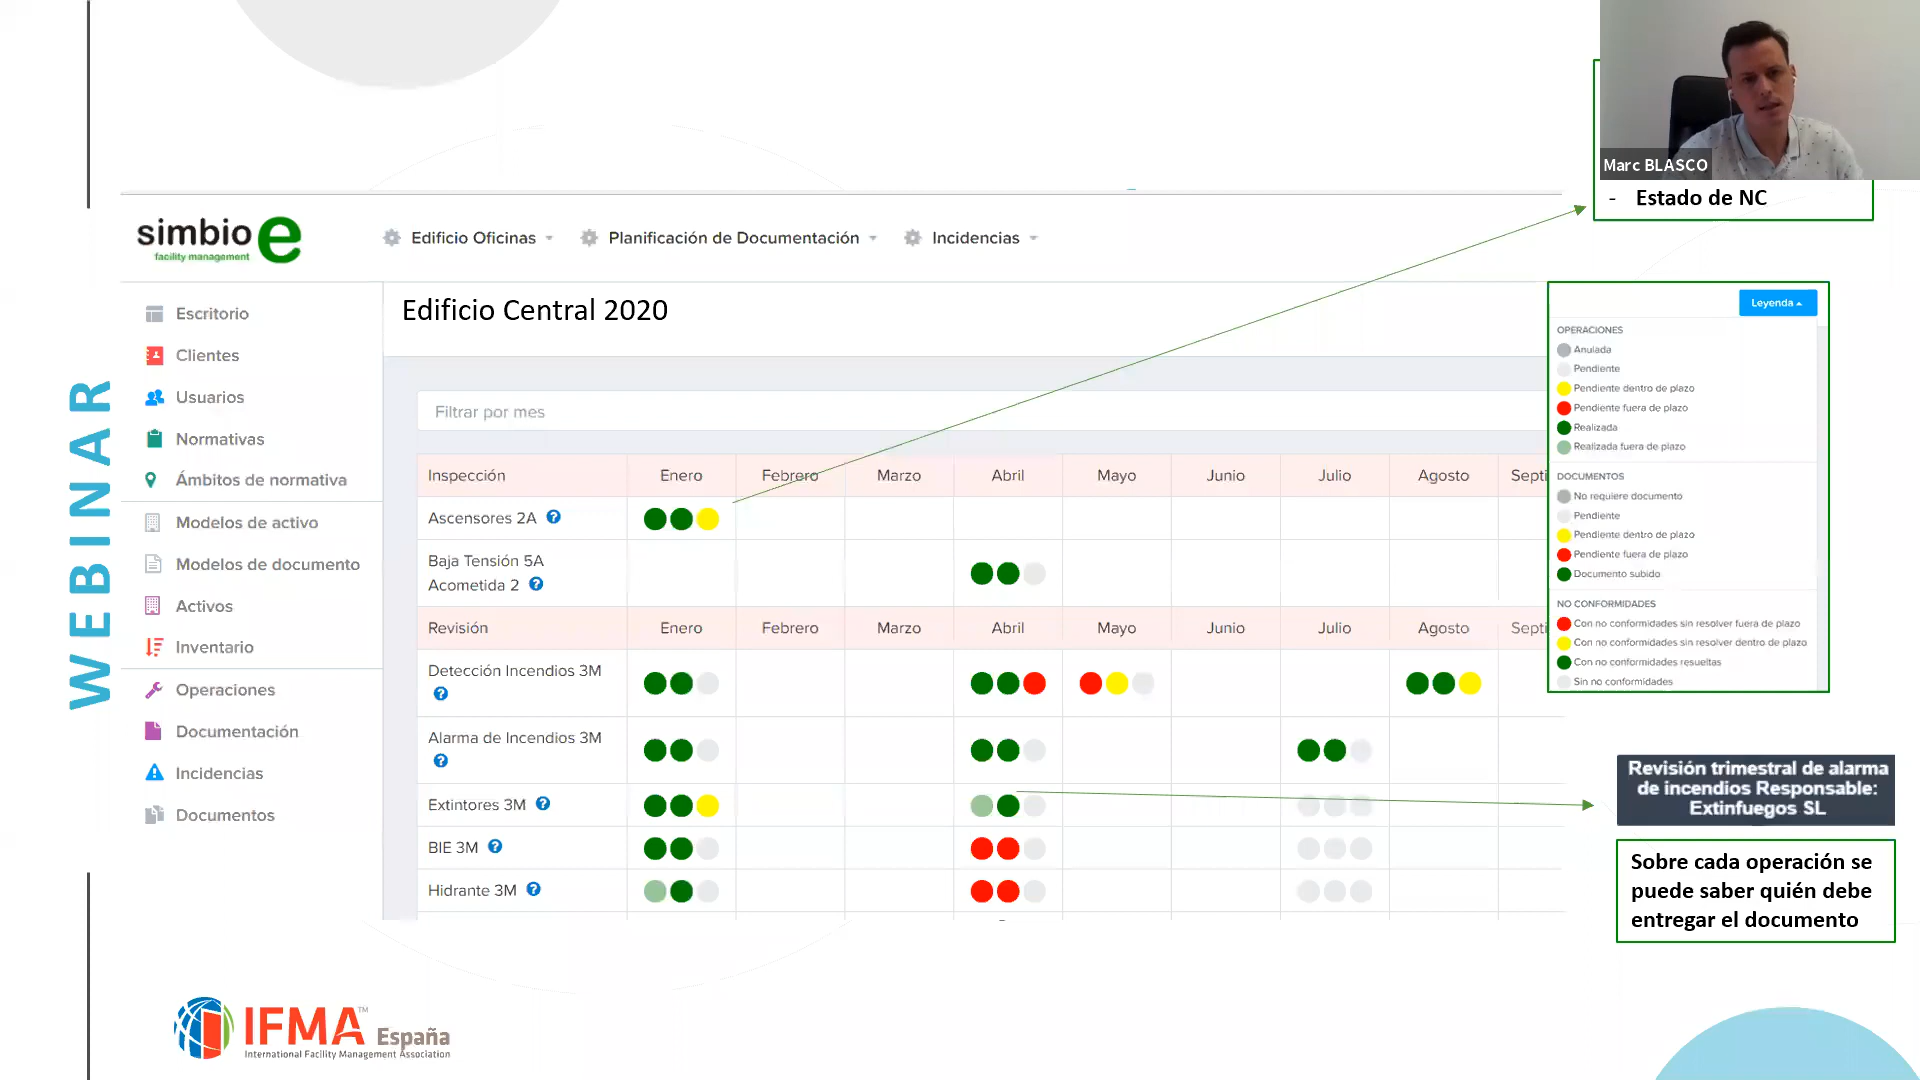 WEBINAR
Marc BLASCO
- Estado de NC
simbio e
facility management
Edificio Oficinas
Planificación de Documentación
Incidencias
Escritorio
Clientes
Usuarios
Normativas
Ámbitos de normativa
Modelos de activo
Modelos de documento
Activos
Inventario
Operaciones
Documentación
Incidencias
Documentos
Edificio Central 2020
Filtrar por mes
Inspección Enero Febrero Marzo Abril Mayo Junio Julio Agosto Septi
Ascensores 2A ?
Baja Tensión 5A
Acometida 2 ?
Revisión Enero Febrero Marzo Abril Mayo Junio Julio Agosto Septi
Detección Incendios 3M
?
Alarma de Incendios 3M
?
Extintores 3M ?
BIE 3M ?
Hidrante 3M ?
Leyenda
OPERACIONES
Anulada
Pendiente
Pendiente dentro de plazo
Pendiente fuera de plazo
Realizada
Realizada fuera de plazo
DOCUMENTOS
No requiere documento
Pendiente
Pendiente dentro de plazo
Pendiente fuera de plazo
Documento subido
NO CONFORMIDADES
Con no conformidades sin resolver fuera de plazo
Con no conformidades sin resolver dentro de plazo
Con no conformidades resueltas
Sin no conformidades
Revisión trimestral de alarma
de incendios Responsable:
Extinfuegos SL
Sobre cada operación se
puede saber quién debe
entregar el documento
IFMA™ España
International Facility Management Association